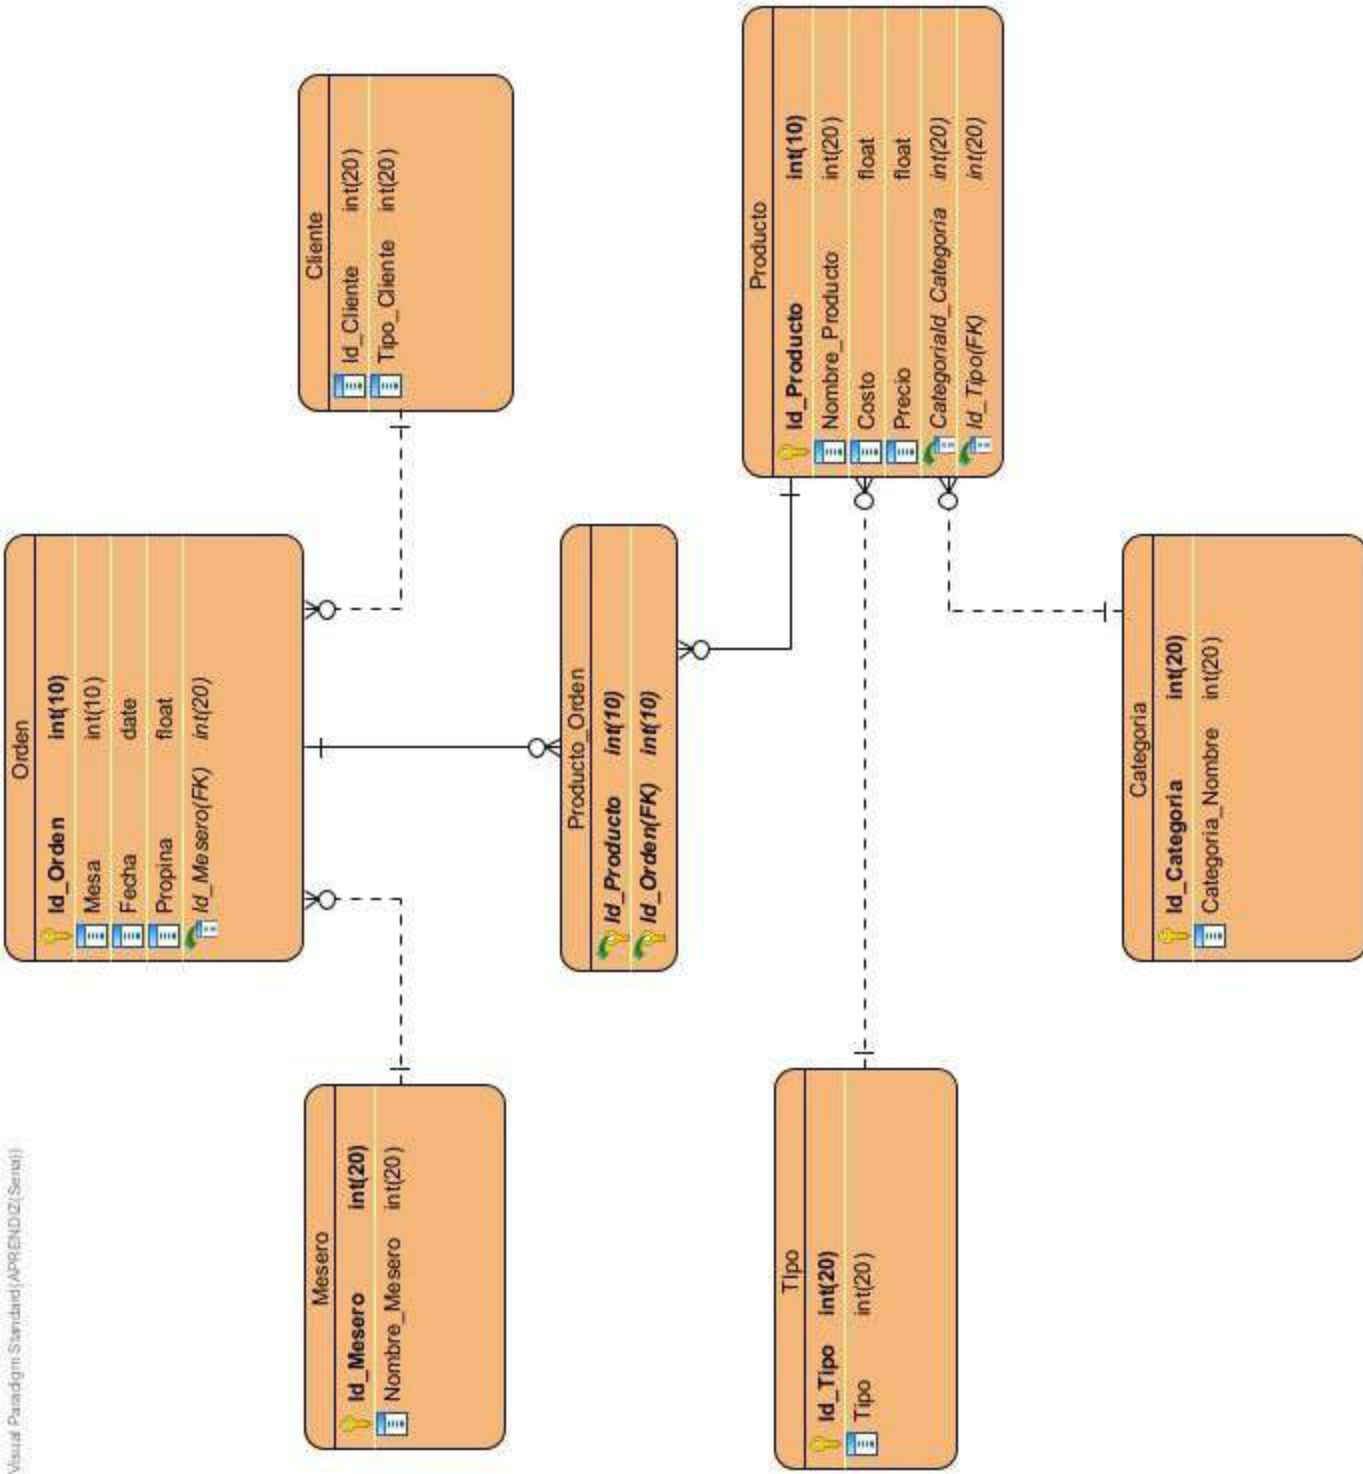 Visual Paradigm Standard(APRENDIZ(Sena))
Mesero
Id_Mesero int(20)
Nombre_Mesero int(20)
Orden
Id_Orden int(10)
Mesa int(10)
Fecha date
Propina float
Id_Mesero(FK) int(20)
Cliente
Id_Cliente int(20)
Tipo_Cliente int(20)
Producto_Orden
Id_Producto int(10)
Id_Orden(FK) int(10)
TIpo
Id_Tipo int(20)
Tipo int(20)
Categoria
Id_Categoria int(20)
Categoria_Nombre int(20)
Producto
Id_Producto int(10)
Nombre_Producto int(20)
Costo float
Precio float
CategoriaId_Categoria int(20)
Id_Tipo(FK) int(20)